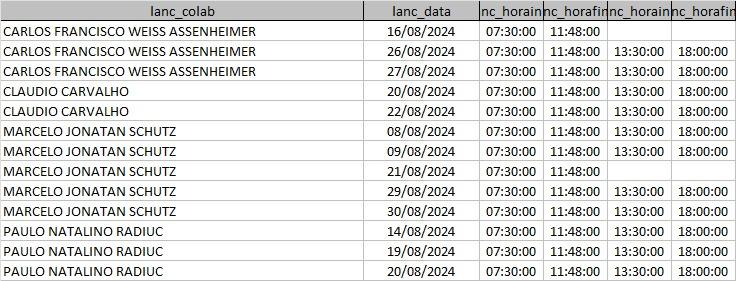 lanc_colab lanc_data nc_horain nc_horafin nc_horain nc_horafin
CARLOS FRANCISCO WEISS ASSENHEIMER 16/08/2024 07:30:00 11:48:00
CARLOS FRANCISCO WEISS ASSENHEIMER 26/08/2024 07:30:00 11:48:00 13:30:00 18:00:00
CARLOS FRANCISCO WEISS ASSENHEIMER 27/08/2024 07:30:00 11:48:00 13:30:00 18:00:00
CLAUDIO CARVALHO 20/08/2024 07:30:00 11:48:00 13:30:00 18:00:00
CLAUDIO CARVALHO 22/08/2024 07:30:00 11:48:00 13:30:00 18:00:00
MARCELO JONATAN SCHUTZ 08/08/2024 07:30:00 11:48:00 13:30:00 18:00:00
MARCELO JONATAN SCHUTZ 09/08/2024 07:30:00 11:48:00 13:30:00 18:00:00
MARCELO JONATAN SCHUTZ 21/08/2024 07:30:00 11:48:00
MARCELO JONATAN SCHUTZ 29/08/2024 07:30:00 11:48:00 13:30:00 18:00:00
MARCELO JONATAN SCHUTZ 30/08/2024 07:30:00 11:48:00 13:30:00 18:00:00
PAULO NATALINO RADIUC 14/08/2024 07:30:00 11:48:00 13:30:00 18:00:00
PAULO NATALINO RADIUC 19/08/2024 07:30:00 11:48:00 13:30:00 18:00:00
PAULO NATALINO RADIUC 20/08/2024 07:30:00 11:48:00 13:30:00 18:00:00